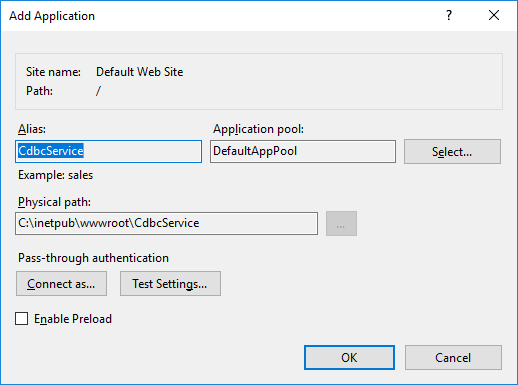 Add Application
Site name: Default Web Site
Path: /
Alias: Application pool:
CdbcService DefaultAppPool Select...
Example: sales
Physical path:
C:\inetpub\wwwroot\CdbcService ...
Pass-through authentication
Connect as... Test Settings...
Enable Preload
OK Cancel